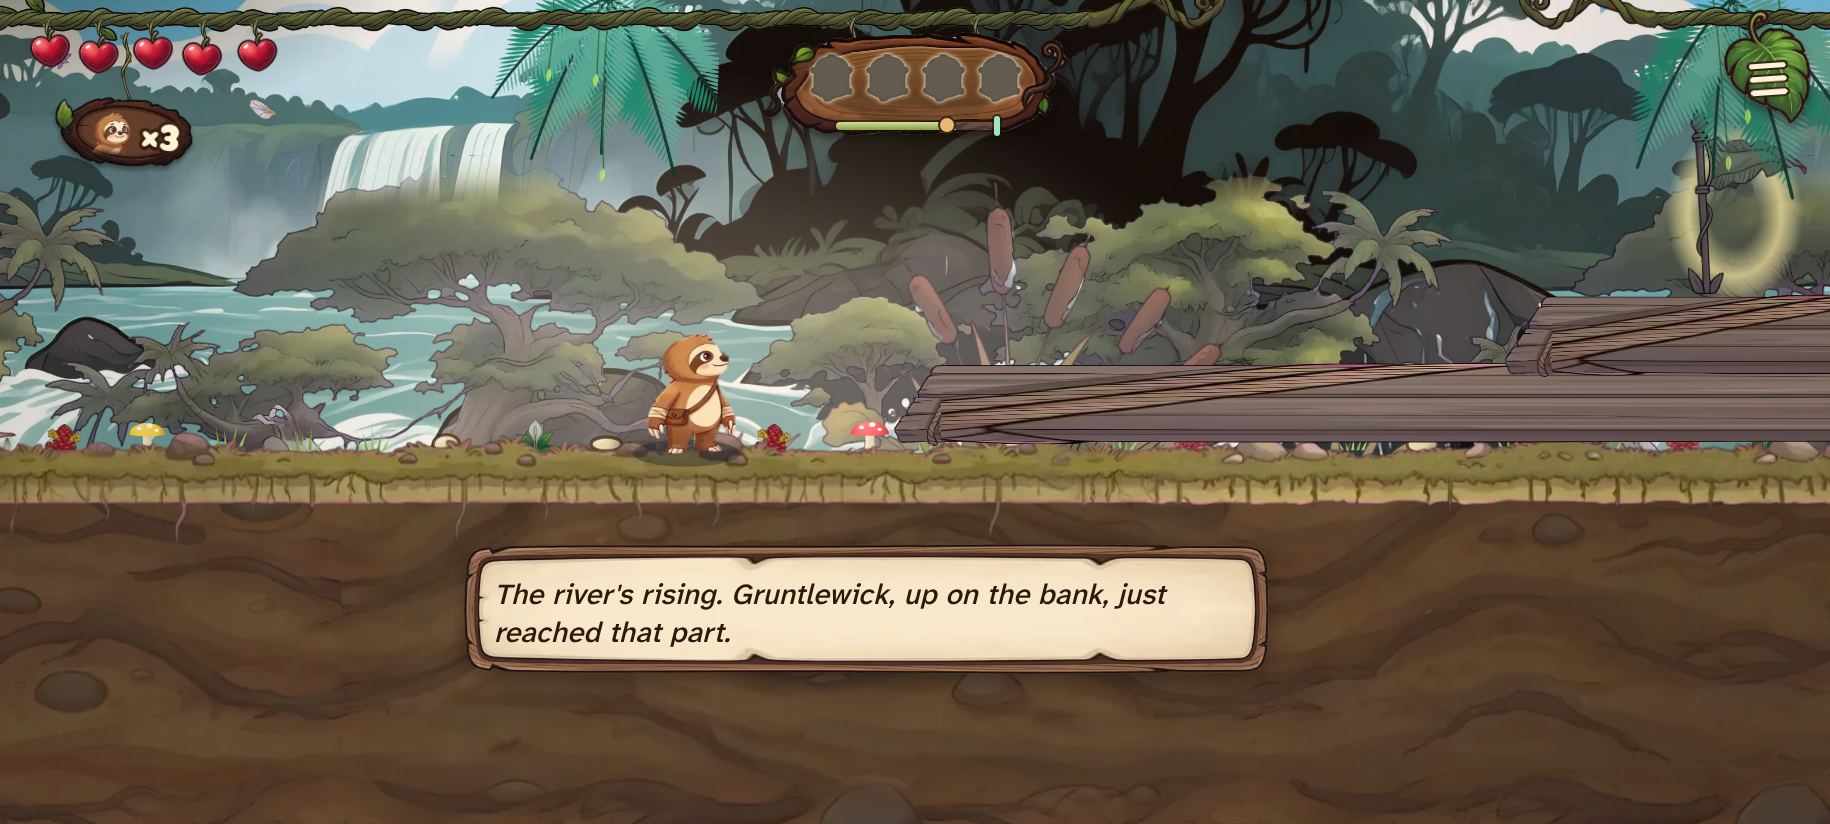 ×3
The river's rising. Gruntlewick, up on the bank, just
reached that part.